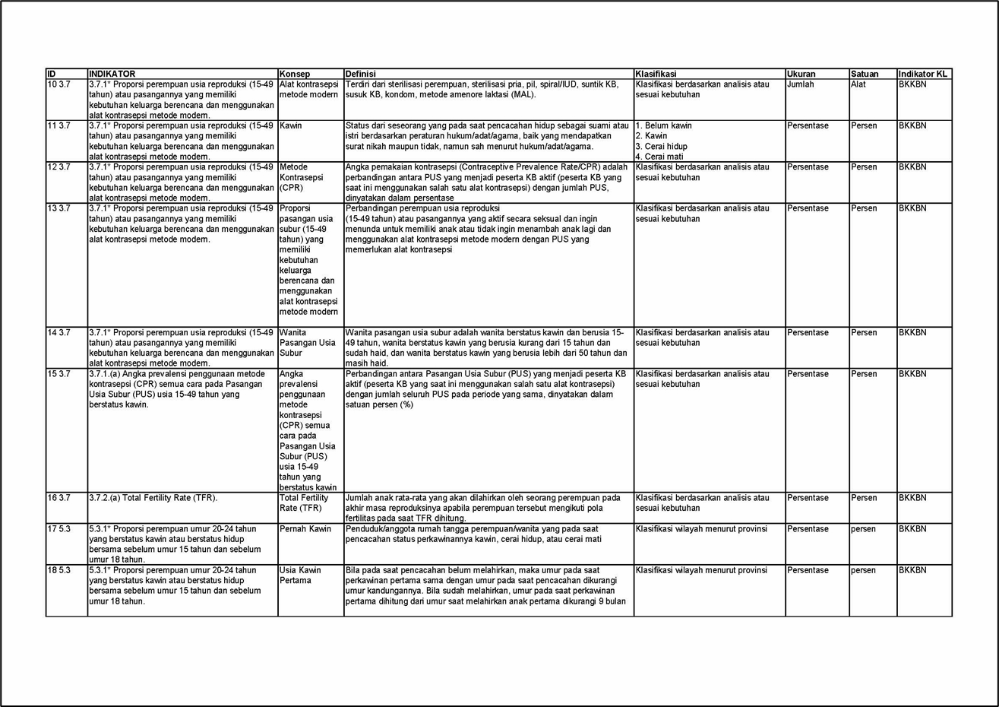 ID INDIKATOR Konsep Definisi Klasifikasi Ukuran Satuan Indikator KL
10 3.7 3.7.1* Proporsi perempuan usia reproduksi (15-49 Alat kontrasepsi Terdiri dari sterilisasi perempuan, sterilisasi pria, pil, spiral/IUD, suntik KB, Klasifikasi berdasarkan analisis atau Jumlah Alat BKKBN
tahun) atau pasangannya yang memiliki metode modern susuk KB, kondom, metode amenore laktasi (MAL). sesuai kebutuhan
kebutuhan keluarga berencana dan menggunakan
alat kontrasepsi metode modern.
11 3.7 3.7.1* Proporsi perempuan usia reproduksi (15-49 Kawin Status dari seseorang yang pada saat pencacahan hidup sebagai suami atau 1. Belum kawin Persentase Persen BKKBN
tahun) atau pasangannya yang memiliki istri berdasarkan peraturan hukum/adat/agama, baik yang mendapatkan 2. Kawin
kebutuhan keluarga berencana dan menggunakan surat nikah maupun tidak, namun sah menurut hukum/adat/agama. 3. Cerai hidup
alat kontrasepsi metode modern. 4. Cerai mati
12 3.7 3.7.1* Proporsi perempuan usia reproduksi (15-49 Metode Angka pemakaian kontrasepsi (Contraceptive Prevalence Rate/CPR) adalah Klasifikasi berdasarkan analisis atau Persentase Persen BKKBN
tahun) atau pasangannya yang memiliki Kontrasepsi perbandingan antara PUS yang menjadi peserta KB aktif (peserta KB yang sesuai kebutuhan
kebutuhan keluarga berencana dan menggunakan (CPR) saat ini menggunakan salah satu alat kontrasepsi) dengan jumlah PUS,
alat kontrasepsi metode modern. dinyatakan dalam persentase
13 3.7 3.7.1* Proporsi perempuan usia reproduksi (15-49 Proporsi Perbandingan perempuan usia reproduksi Klasifikasi berdasarkan analisis atau Persentase Persen BKKBN
tahun) atau pasangannya yang memiliki pasangan usia (15-49 tahun) atau pasangannya yang aktif secara seksual dan ingin sesuai kebutuhan
kebutuhan keluarga berencana dan menggunakan subur (15-49 menunda untuk memiliki anak atau tidak ingin menambah anak lagi dan
alat kontrasepsi metode modern. tahun) yang menggunakan alat kontrasepsi metode modern dengan PUS yang
memiliki memerlukan alat kontrasepsi
kebutuhan
keluarga
berencana dan
menggunakan
alat kontrasepsi
metode modern
14 3.7 3.7.1* Proporsi perempuan usia reproduksi (15-49 Wanita Wanita pasangan usia subur adalah wanita berstatus kawin dan berusia 15- Klasifikasi berdasarkan analisis atau Persentase Persen BKKBN
tahun) atau pasangannya yang memiliki Pasangan Usia 49 tahun, wanita berstatus kawin yang berusia kurang dari 15 tahun dan sesuai kebutuhan
kebutuhan keluarga berencana dan menggunakan Subur sudah haid, dan wanita berstatus kawin yang berusia lebih dari 50 tahun dan
alat kontrasepsi metode modern. masih haid.
15 3.7 3.7.1.(a) Angka prevalensi penggunaan metode Angka Perbandingan antara Pasangan Usia Subur (PUS) yang menjadi peserta KB Klasifikasi berdasarkan analisis atau Persentase Persen BKKBN
kontrasepsi (CPR) semua cara pada Pasangan prevalensi aktif (peserta KB yang saat ini menggunakan salah satu alat kontrasepsi) sesuai kebutuhan
Usia Subur (PUS) usia 15-49 tahun yang penggunaan dengan jumlah seluruh PUS pada periode yang sama, dinyatakan dalam
berstatus kawin. metode satuan persen (%)
kontrasepsi
(CPR) semua
cara pada
Pasangan Usia
Subur (PUS)
usia 15-49
tahun yang
berstatus kawin
16 3.7 3.7.2.(a) Total Fertility Rate (TFR). Total Fertility Jumlah anak rata-rata yang akan dilahirkan oleh seorang perempuan pada Klasifikasi berdasarkan analisis atau Persentase Persen BKKBN
Rate (TFR) akhir masa reproduksinya apabila perempuan tersebut mengikuti pola sesuai kebutuhan
fertilitas pada saat TFR dihitung.
17 5.3 5.3.1* Proporsi perempuan umur 20-24 tahun Pernah Kawin Penduduk/anggota rumah tangga perempuan/wanita yang pada saat Klasifikasi wilayah menurut provinsi Persentase persen BKKBN
yang berstatus kawin atau berstatus hidup pencacahan status perkawinannya kawin, cerai hidup, atau cerai mati
bersama sebelum umur 15 tahun dan sebelum
umur 18 tahun.
18 5.3 5.3.1* Proporsi perempuan umur 20-24 tahun Usia Kawin Bila pada saat pencacahan belum melahirkan, maka umur pada saat Klasifikasi wilayah menurut provinsi Persentase persen BKKBN
yang berstatus kawin atau berstatus hidup Pertama perkawinan pertama sama dengan umur pada saat pencacahan dikurangi
bersama sebelum umur 15 tahun dan sebelum umur kandungannya. Bila sudah melahirkan, umur pada saat perkawinan
umur 18 tahun. pertama dihitung dari umur saat melahirkan anak pertama dikurangi 9 bulan